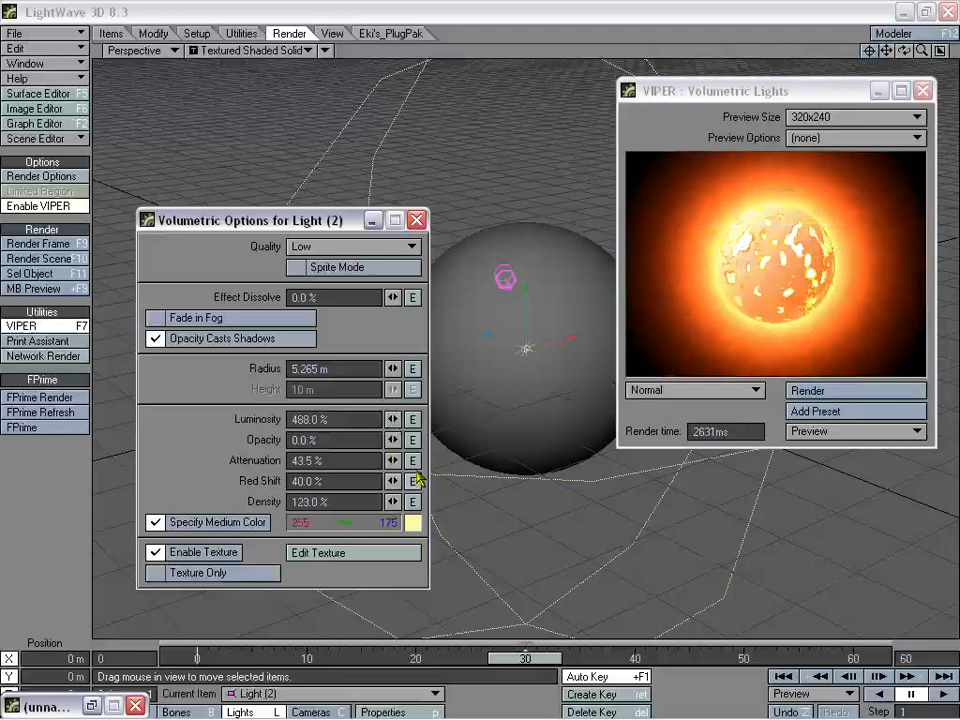 LightWave 3D 8.3
File
Items
Modify
Setup
Utilities
Render
View
Eki's_PlugPak
Modeler F12
Edit
Perspective
Textured Shaded Solid
Window
Help
Surface Editor F5
Image Editor F6
Graph Editor F2
Scene Editor
Options
Render Options
Limited Region
Enable VIPER
Render
Render Frame F9
Render Scene F10
Sel Object F11
MB Preview +F9
Utilities
VIPER F7
Print Assistant
Network Render
FPrime
FPrime Render
FPrime Refresh
FPrime
Volumetric Options for Light (2)
Quality Low
Sprite Mode
Effect Dissolve 0.0 % E
Fade in Fog
Opacity Casts Shadows
Radius 5.265 m E
Height 10 m E
Luminosity 488.0 % E
Opacity 0.0 % E
Attenuation 43.5 % E
Red Shift 40.0 % E
Density 123.0 % E
Specify Medium Color 255 175
Enable Texture Edit Texture
Texture Only
VIPER : Volumetric Lights
Preview Size 320x240
Preview Options (none)
Normal
Render
Add Preset
Render time: 2631ms
Preview
Position
X 0 m
Y 0 m
0
0 10 20 30 40 50 60
60
Drag mouse in view to move selected items.
Auto Key +F1
Current Item Light (2)
Create Key ret
Preview
(unna...
Bones B
Lights L
Cameras C
Properties p
Delete Key
Undo Z
Redo
Step 1